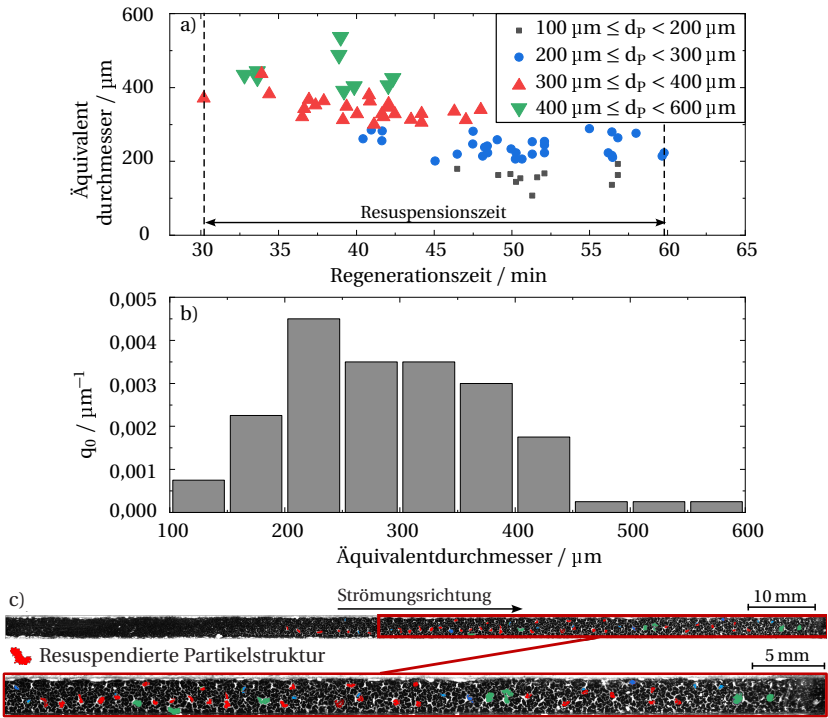 a)
600
400
200
0
Äquivalent
durchmesser / µm
100 µm ≤ dₚ < 200 µm
200 µm ≤ dₚ < 300 µm
300 µm ≤ dₚ < 400 µm
400 µm ≤ dₚ < 600 µm
Resuspensionszeit
30 35 40 45 50 55 60 65
Regenerationszeit / min
b)
0,005
0,004
0,003
0,002
0,001
0,000
q₀ / µm⁻¹
100 200 300 400 500 600
Äquivalentdurchmesser / µm
c)
Strömungsrichtung
10 mm
Resuspendierte Partikelstruktur
5 mm